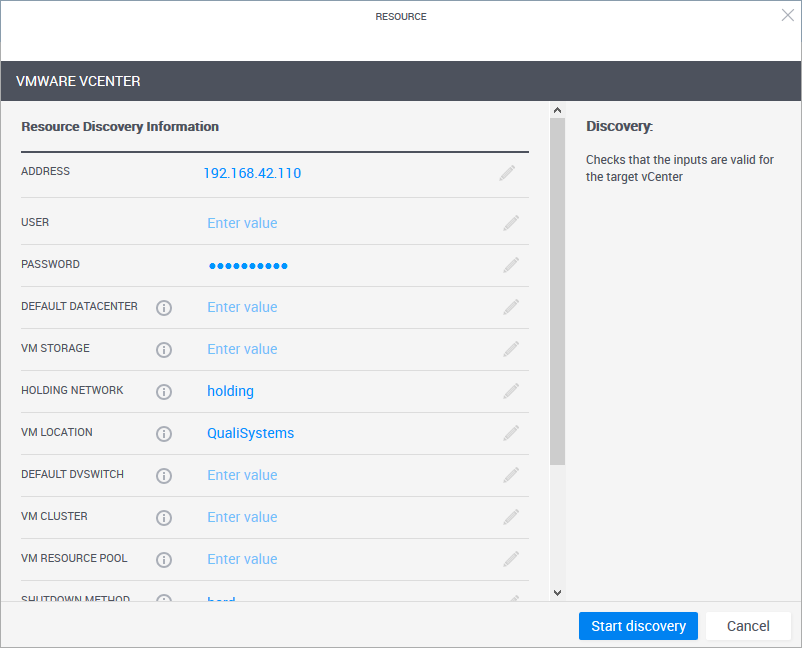 RESOURCE
VMWARE VCENTER
Resource Discovery Information
ADDRESS 192.168.42.110
USER Enter value
PASSWORD ••••••••••
DEFAULT DATACENTER Enter value
VM STORAGE Enter value
HOLDING NETWORK holding
VM LOCATION QualiSystems
DEFAULT DVSWITCH Enter value
VM CLUSTER Enter value
VM RESOURCE POOL Enter value
SHUTDOWN METHOD hard
Discovery:
Checks that the inputs are valid for
the target vCenter
Start discovery Cancel